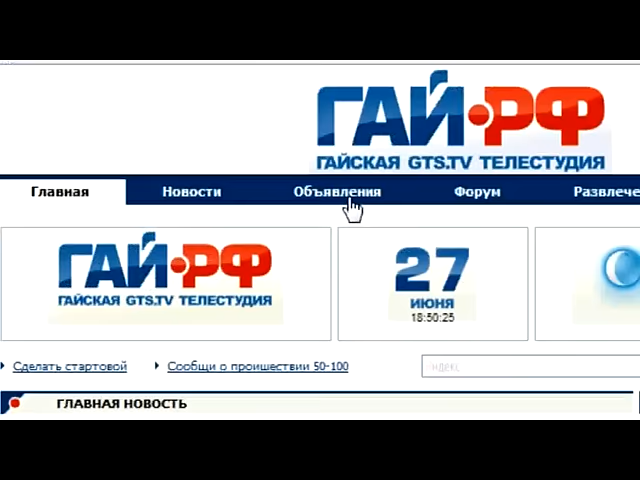 ГАЙ РФ
ГАЙСКАЯ GTS.TV ТЕЛЕСТУДИЯ
Главная Новости Объявления Форум Развлече
ГАЙ РФ
ГАЙСКАЯ GTS.TV ТЕЛЕСТУДИЯ
27
ИЮНЯ
18:50:25
Сделать стартовой Сообщи о происшествии 50-100
ГЛАВНАЯ НОВОСТЬ